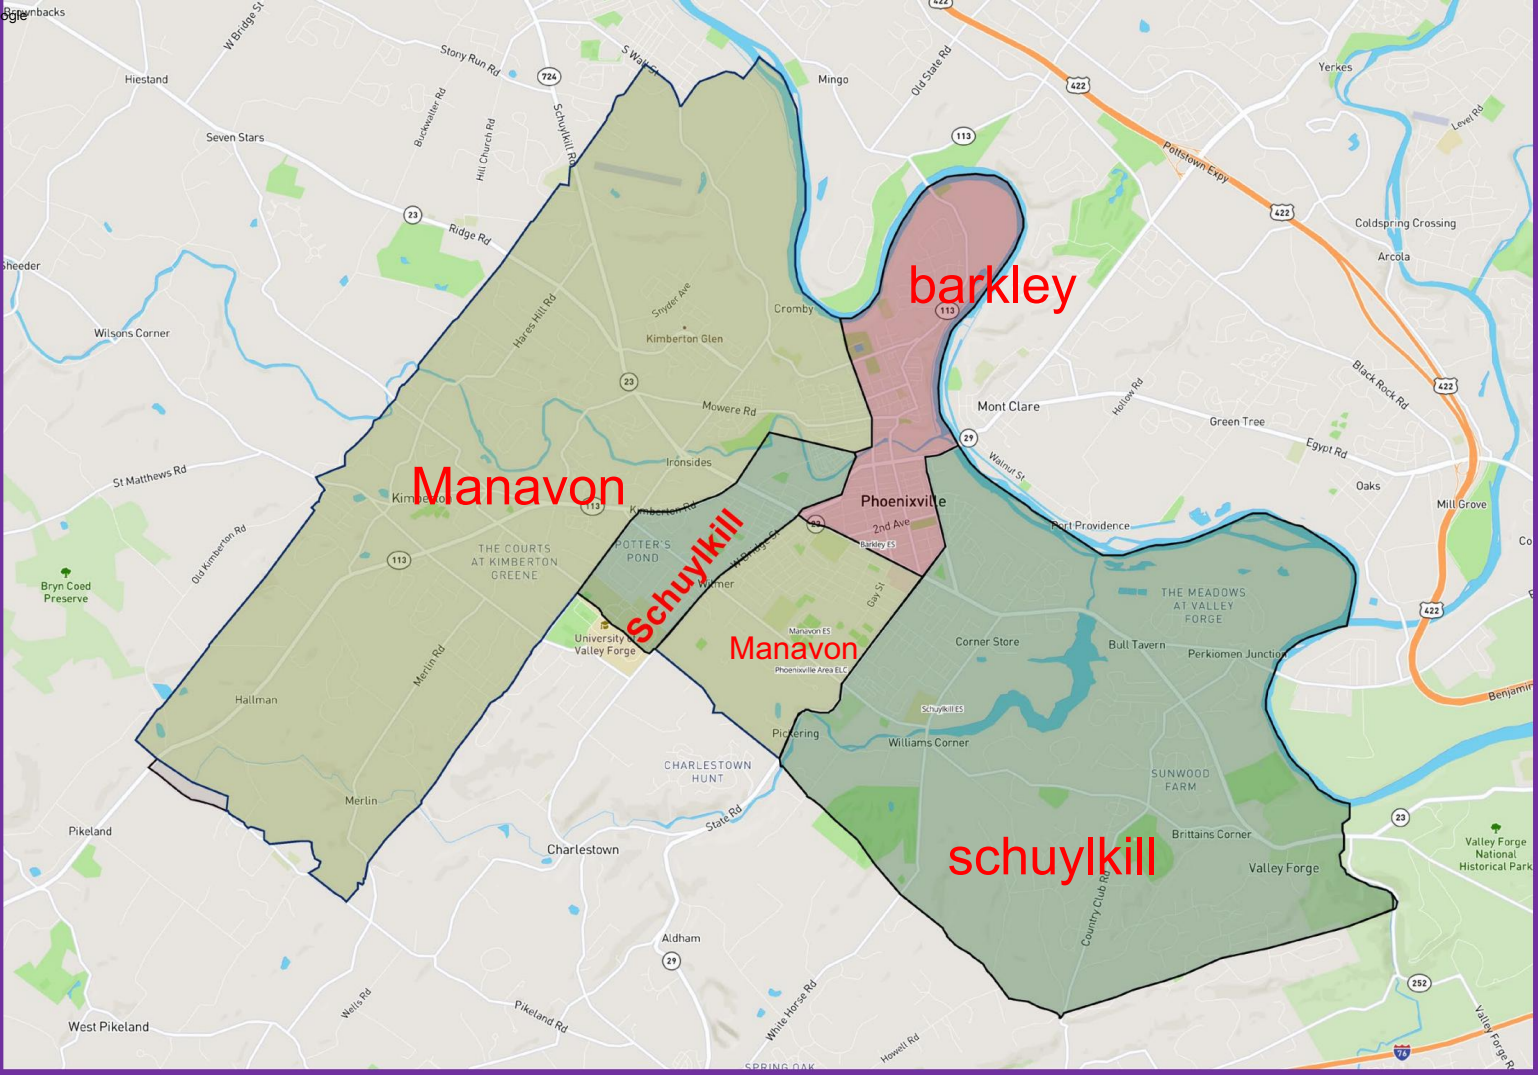 ogle
Brownbacks
W Bridge St
422
Stony Run Rd
S Wall St
Hiestand
724
Mingo
Old State Rd
422
Yerkes
Buckwalter Rd
Hill Church Rd
Schuylkill Rd
Seven Stars
113
Level Rd
Pottstown Expy
23
Ridge Rd
422
Coldspring Crossing
Arcola
Sheeder
Hares Hill Rd
Snyder Ave
Cromby
barkley
113
Wilsons Corner
Kimberton Glen
23
Black Rock Rd
422
Mowere Rd
Mont Clare
Hollow Rd
Green Tree
29
Egypt Rd
St Matthews Rd
Ironsides
Walnut St
Manavon
Kimberton
113
Kimberton Rd
Oaks
Mill Grove
Phoenixville
23
2nd Ave
Port Providence
Old Kimberton Rd
113
THE COURTS
AT KIMBERTON
GREENE
POTTER'S
POND
Schuylkill
W Bridge St
Barkley ES
Co
Bryn Coed
Preserve
Wilmer
Gay St
THE MEADOWS
AT VALLEY
FORGE
422
University of
Valley Forge
Manavon ES
Manavon
Phoenixville Area ELC
Corner Store
Bull Tavern
Perkiomen Junction
Merlin Rd
Hallman
Schuylkill ES
Benjamin
Pickering
Williams Corner
CHARLESTOWN
HUNT
SUNWOOD
FARM
Merlin
State Rd
Pikeland
Charlestown
Brittains Corner
23
schuylkill
Valley Forge
Valley Forge
National
Historical Park
Country Club Rd
Aldham
29
252
Wells Rd
Pikeland Rd
White Horse Rd
West Pikeland
Howell Rd
76
Valley Forge R
SPRING OAK